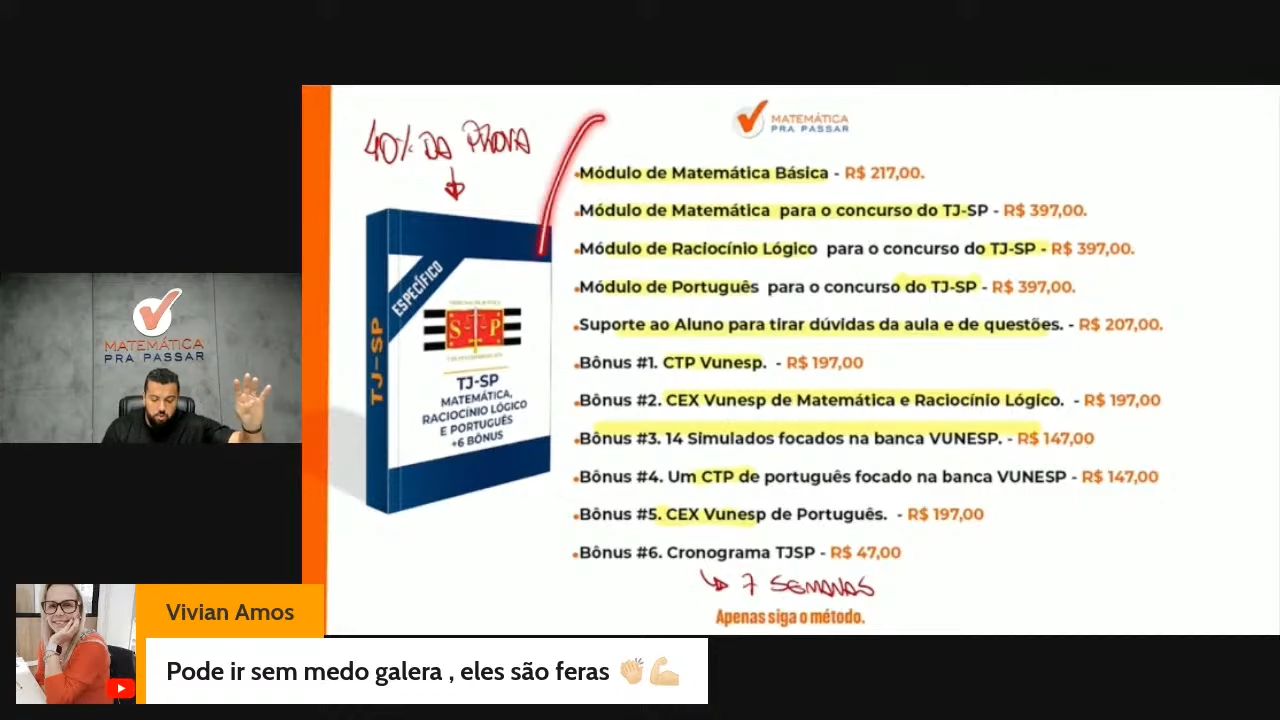 40% DA PROVA
MATEMÁTICA
PRA PASSAR
•Módulo de Matemática Básica - R$ 217,00.
•Módulo de Matemática para o concurso do TJ-SP - R$ 397,00.
•Módulo de Raciocínio Lógico para o concurso do TJ-SP - R$ 397,00.
•Módulo de Português para o concurso do TJ-SP - R$ 397,00.
•Suporte ao Aluno para tirar dúvidas da aula e de questões. - R$ 207,00.
•Bônus #1. CTP Vunesp. - R$ 197,00
•Bônus #2. CEX Vunesp de Matemática e Raciocínio Lógico. - R$ 197,00
•Bônus #3. 14 Simulados focados na banca VUNESP. - R$ 147,00
•Bônus #4. Um CTP de português focado na banca VUNESP - R$ 147,00
•Bônus #5. CEX Vunesp de Português. - R$ 197,00
•Bônus #6. Cronograma TJSP - R$ 47,00
↳ 7 SEMANAS
Apenas siga o método.
TJ-SP
ESPECÍFICO
S P
TJ-SP
MATEMÁTICA,
RACIOCÍNIO LÓGICO
E PORTUGUÊS
+6 BÔNUS
MATEMÁTICA
PRA PASSAR
Vivian Amos
Pode ir sem medo galera , eles são feras 👏🏻💪🏻